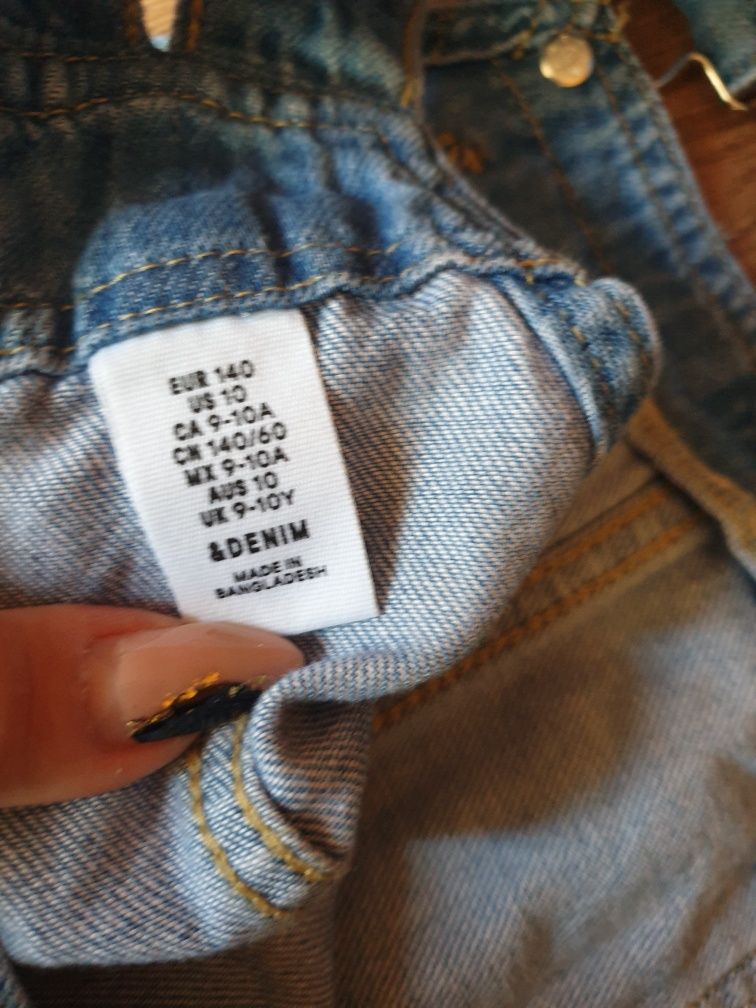 EUR 140
US 10
CA 9-10A
CN 140/60
MX 9-10A
AUS 10
UK 9-10Y
&DENIM
MADE IN
BANGLADESH